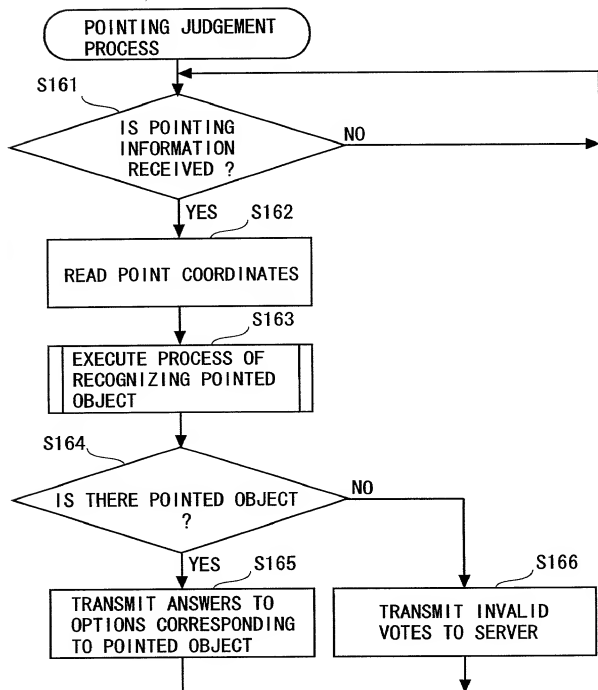 POINTING JUDGEMENT
PROCESS
S161
IS POINTING
INFORMATION
RECEIVED ?
NO
YES
S162
READ POINT COORDINATES
S163
EXECUTE PROCESS OF
RECOGNIZING POINTED
OBJECT
S164
IS THERE POINTED OBJECT
?
NO
YES
S165
TRANSMIT ANSWERS TO
OPTIONS CORRESPONDING
TO POINTED OBJECT
S166
TRANSMIT INVALID
VOTES TO SERVER